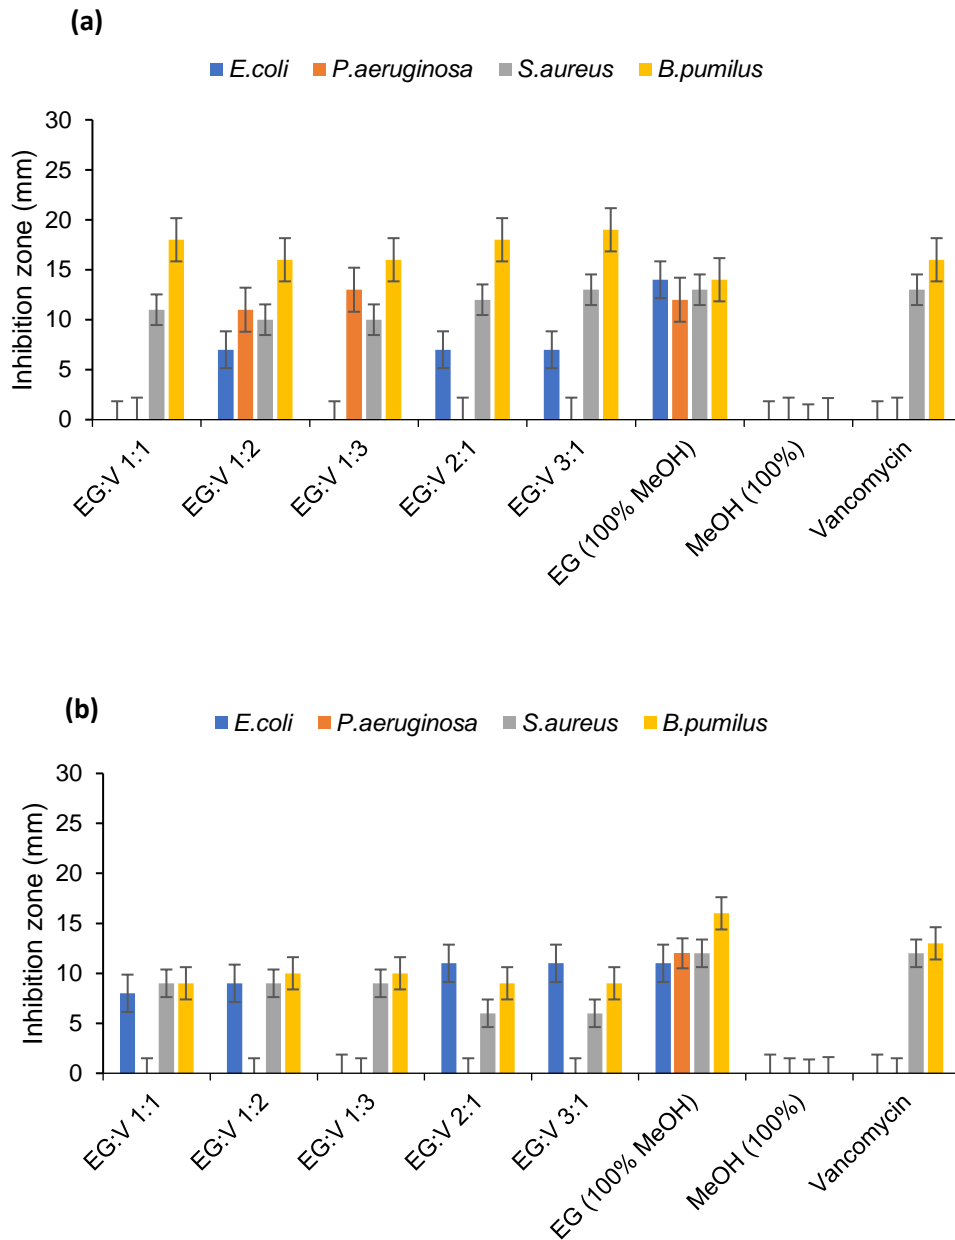 (a)
E.coli P.aeruginosa S.aureus B.pumilus
Inhibition zone (mm)
30
25
20
15
10
5
0
EG:V 1:1
EG:V 1:2
EG:V 1:3
EG:V 2:1
EG:V 3:1
EG (100% MeOH)
MeOH (100%)
Vancomycin
(b)
E.coli P.aeruginosa S.aureus B.pumilus
Inhibition zone (mm)
30
25
20
15
10
5
0
EG:V 1:1
EG:V 1:2
EG:V 1:3
EG:V 2:1
EG:V 3:1
EG (100% MeOH)
MeOH (100%)
Vancomycin